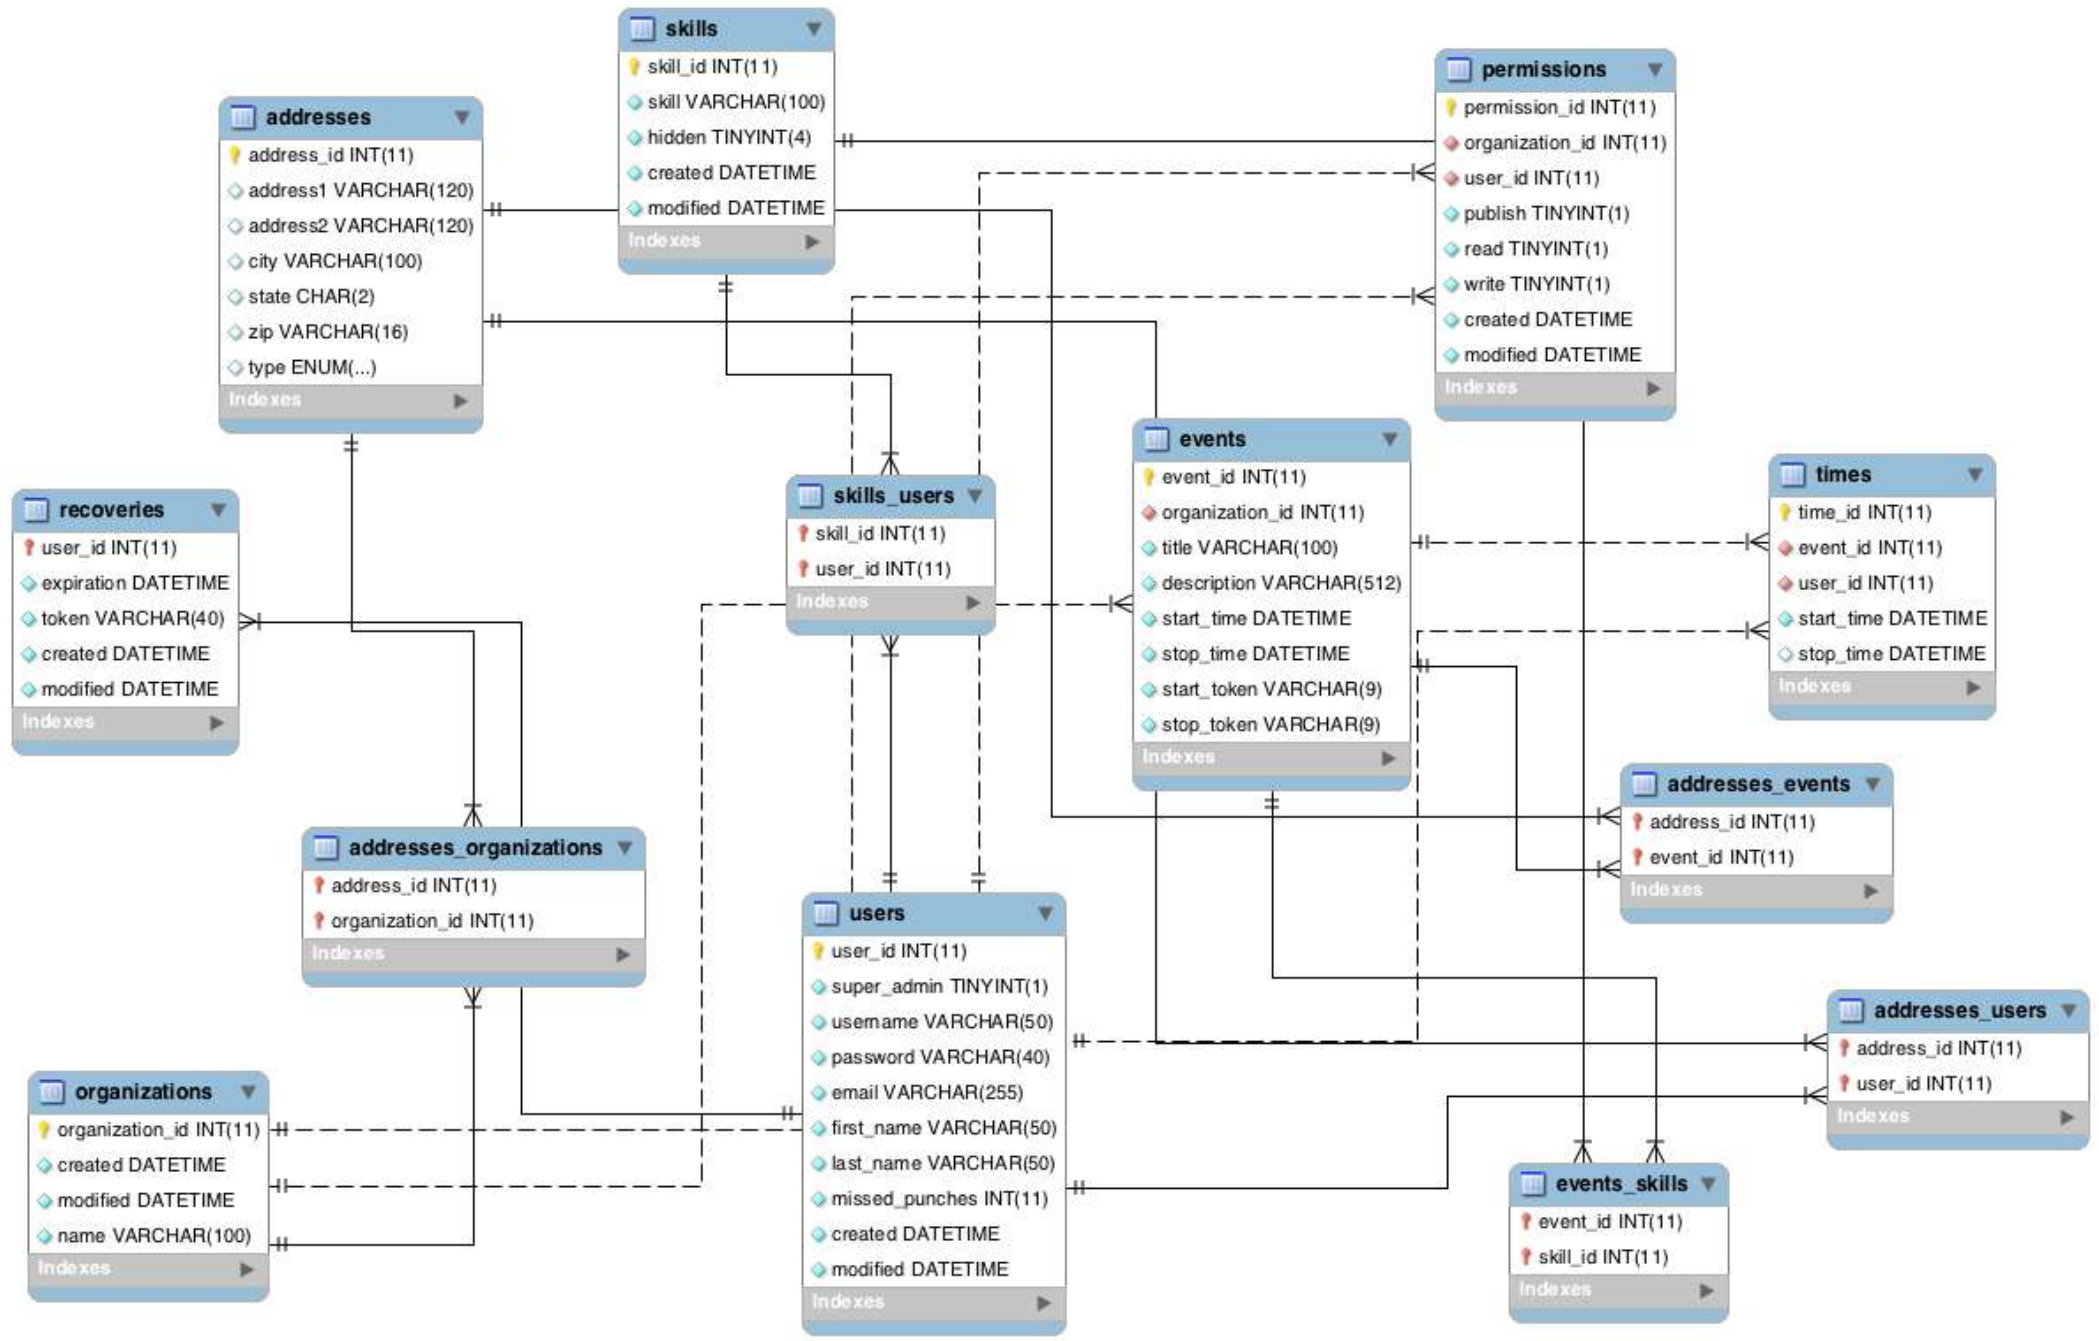 skills
skill_id INT(11)
skill VARCHAR(100)
hidden TINYINT(4)
created DATETIME
modified DATETIME
Indexes
permissions
permission_id INT(11)
organization_id INT(11)
user_id INT(11)
publish TINYINT(1)
read TINYINT(1)
write TINYINT(1)
created DATETIME
modified DATETIME
Indexes
addresses
address_id INT(11)
address1 VARCHAR(120)
address2 VARCHAR(120)
city VARCHAR(100)
state CHAR(2)
zip VARCHAR(16)
type ENUM(...)
Indexes
events
event_id INT(11)
organization_id INT(11)
title VARCHAR(100)
description VARCHAR(512)
start_time DATETIME
stop_time DATETIME
start_token VARCHAR(9)
stop_token VARCHAR(9)
Indexes
times
time_id INT(11)
event_id INT(11)
user_id INT(11)
start_time DATETIME
stop_time DATETIME
Indexes
recoveries
user_id INT(11)
expiration DATETIME
token VARCHAR(40)
created DATETIME
modified DATETIME
Indexes
skills_users
skill_id INT(11)
user_id INT(11)
Indexes
addresses_events
address_id INT(11)
event_id INT(11)
Indexes
addresses_organizations
address_id INT(11)
organization_id INT(11)
Indexes
users
user_id INT(11)
super_admin TINYINT(1)
username VARCHAR(50)
password VARCHAR(40)
email VARCHAR(255)
first_name VARCHAR(50)
last_name VARCHAR(50)
missed_punches INT(11)
created DATETIME
modified DATETIME
Indexes
addresses_users
address_id INT(11)
user_id INT(11)
Indexes
organizations
organization_id INT(11)
created DATETIME
modified DATETIME
name VARCHAR(100)
Indexes
events_skills
event_id INT(11)
skill_id INT(11)
Indexes